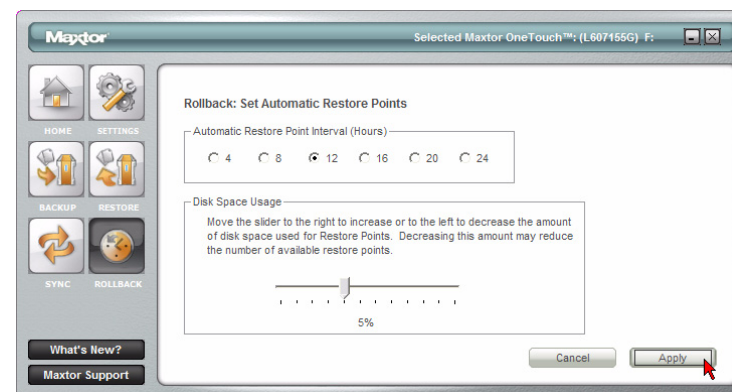 Maxtor
Selected Maxtor OneTouch™: (L607155G) F:
HOME SETTINGS
BACKUP RESTORE
SYNC ROLLBACK
What's New?
Maxtor Support
Rollback: Set Automatic Restore Points
Automatic Restore Point Interval (Hours)
4 8 12 16 20 24
Disk Space Usage
Move the slider to the right to increase or to the left to decrease the amount
of disk space used for Restore Points. Decreasing this amount may reduce
the number of available restore points.
5%
Cancel Apply